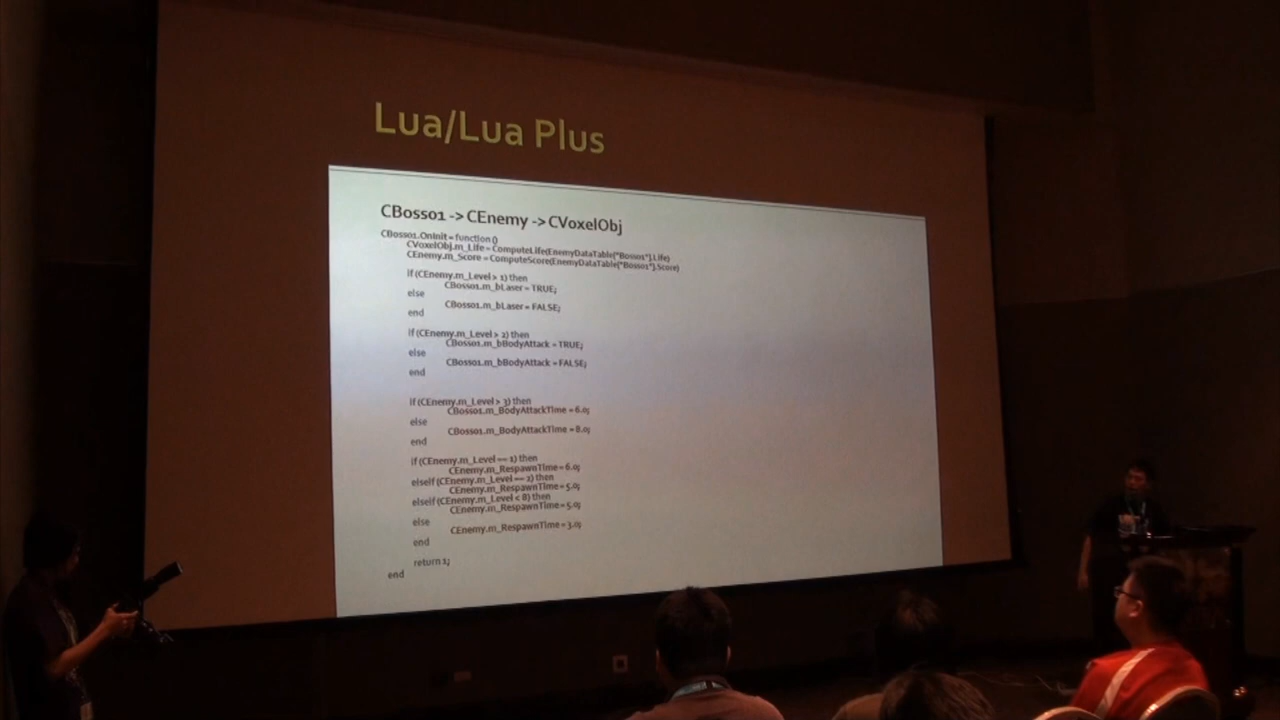 Lua/Lua Plus
CBoss01 -> CEnemy -> CVoxelObj
CBoss01.OnInit = function ()
CVoxelObj.m_Life = ComputeLife(EnemyDataTable("Boss01").Life)
CEnemy.m_Score = ComputeScore(EnemyDataTable("Boss01").Score)
if (CEnemy.m_Level > 1) then
CBoss01.m_bLaser = TRUE;
else
CBoss01.m_bLaser = FALSE;
end
if (CEnemy.m_Level > 2) then
CBoss01.m_bBodyAttack = TRUE;
else
CBoss01.m_bBodyAttack = FALSE;
end
if (CEnemy.m_Level > 3) then
CBoss01.m_BodyAttackTime = 6.0;
else
CBoss01.m_BodyAttackTime = 8.0;
end
if (CEnemy.m_Level == 1) then
CEnemy.m_RespawnTime = 6.0;
elseif (CEnemy.m_Level == 2) then
CEnemy.m_RespawnTime = 5.0;
elseif (CEnemy.m_Level < 8) then
CEnemy.m_RespawnTime = 5.0;
else
CEnemy.m_RespawnTime = 3.0;
end
return 1;
end